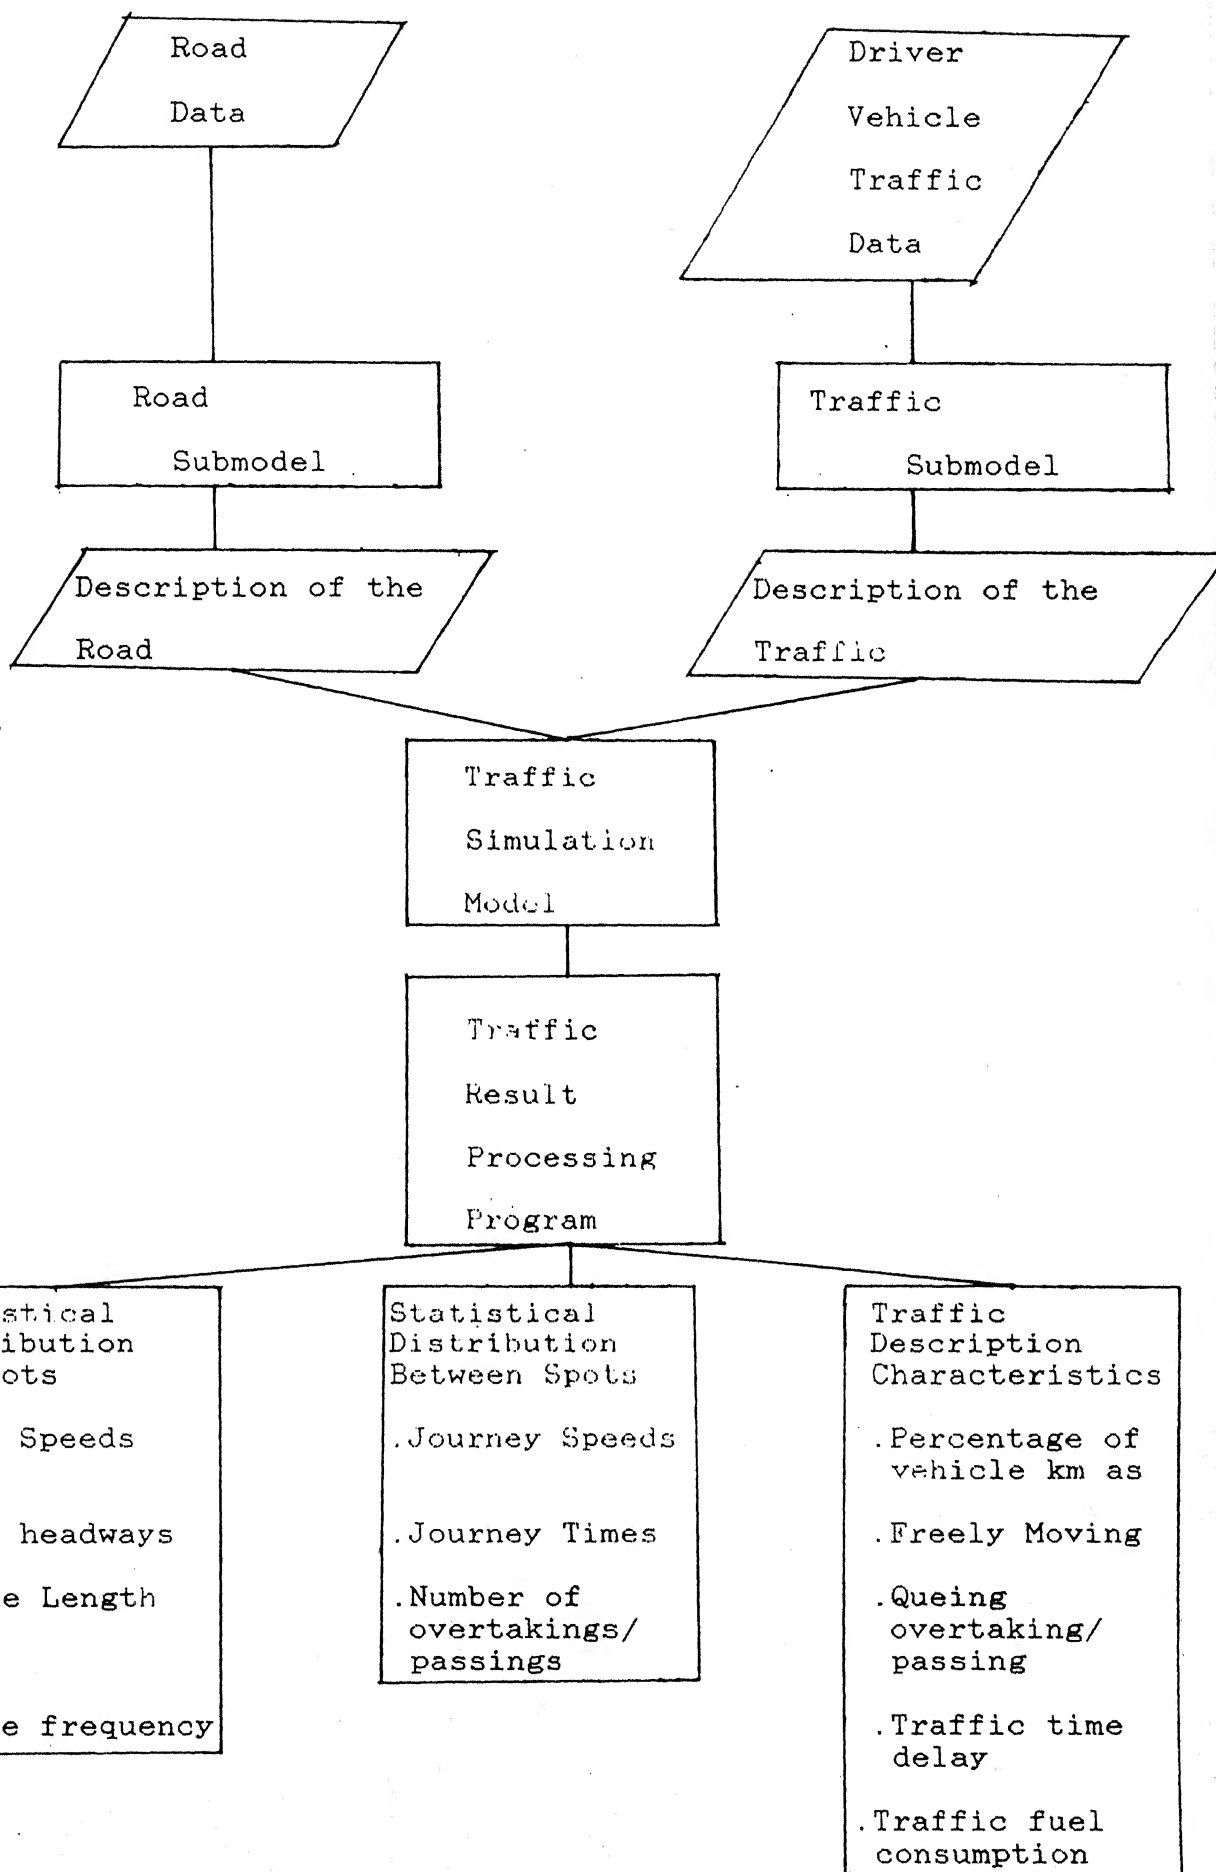 Road
Data
Driver
Vehicle
Traffic
Data
Road
Submodel
Traffic
Submodel
Description of the
Road
Description of the
Traffic
Traffic
Simulation
Model
Traffic
Result
Processing
Program
stical
ibution
ots
Speeds
headways
e Length
e frequency
Statistical
Distribution
Between Spots
.Journey Speeds
.Journey Times
.Number of
overtakings/
passings
Traffic
Description
Characteristics
.Percentage of
vehicle km as
.Freely Moving
.Queing
overtaking/
passing
.Traffic time
delay
.Traffic fuel
consumption